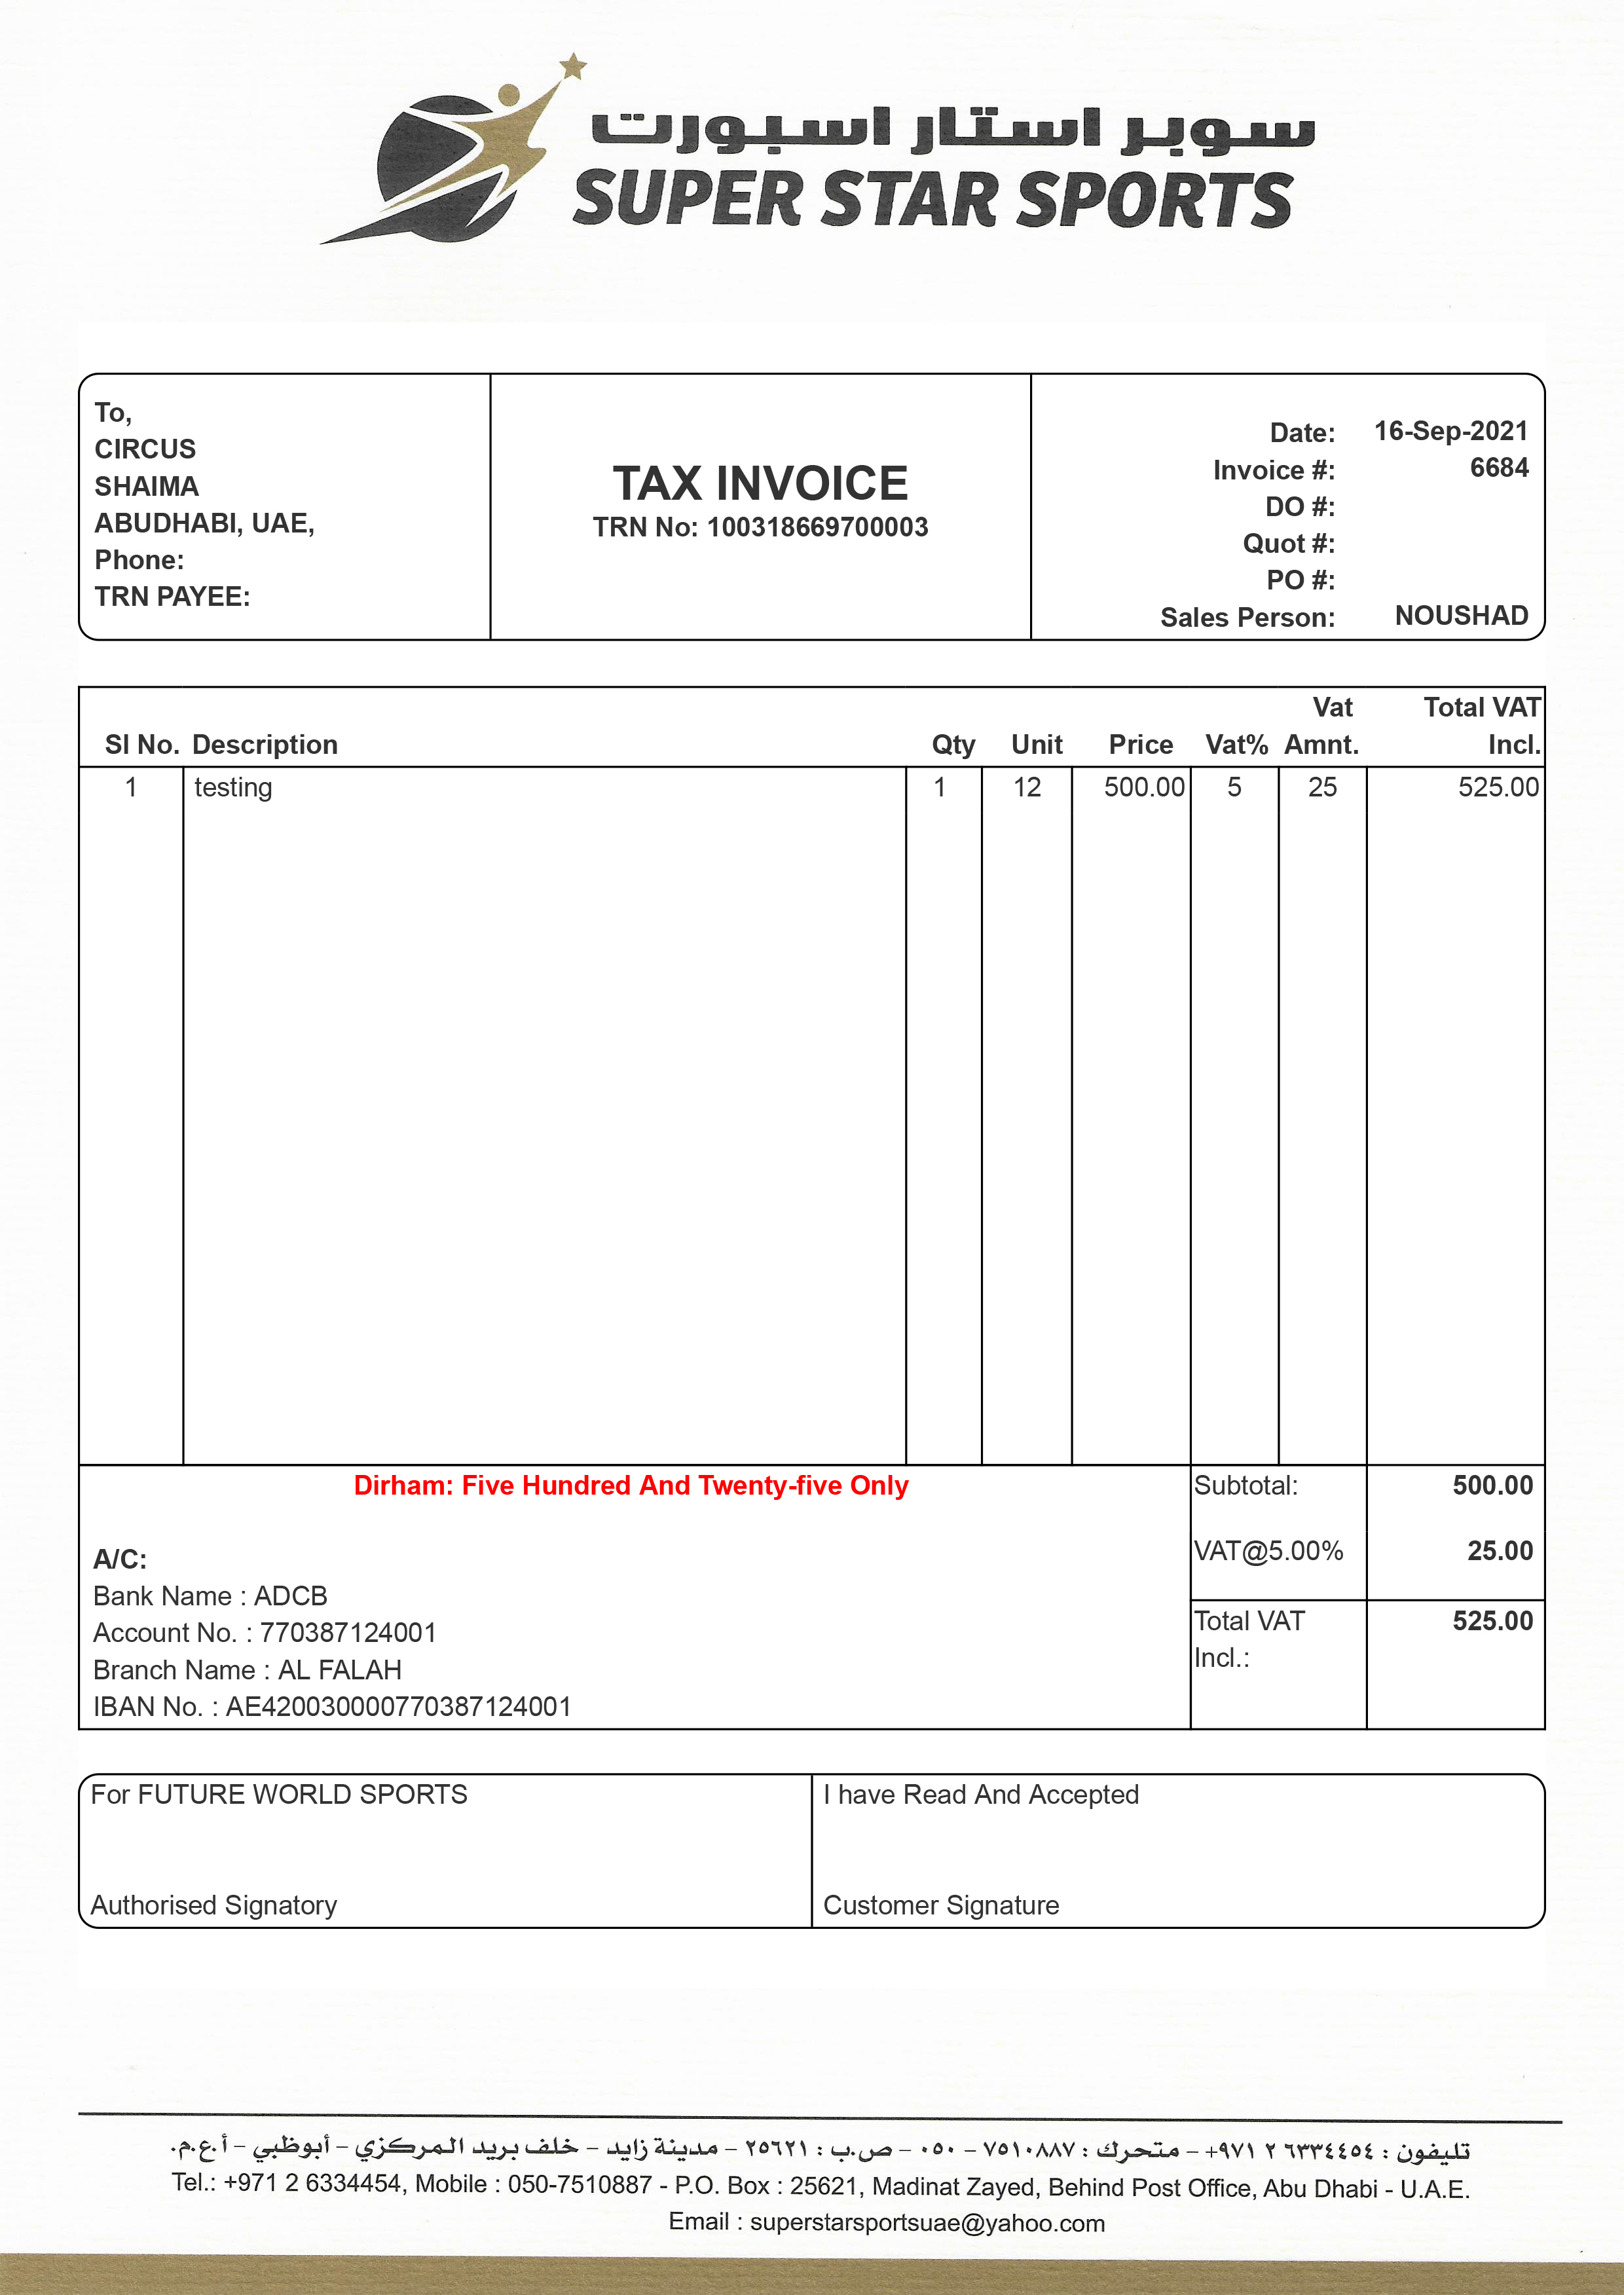 سوبر استار اسبورت
SUPER STAR SPORTS
To,
CIRCUS
SHAIMA
ABUDHABI, UAE,
Phone:
TRN PAYEE:
TAX INVOICE
TRN No: 100318669700003
Date: 16-Sep-2021
Invoice #: 6684
DO #:
Quot #:
PO #:
Sales Person: NOUSHAD
Sl No. Description Qty Unit Price Vat% Vat Amnt. Total VAT Incl.
1 testing 1 12 500.00 5 25 525.00
Dirham: Five Hundred And Twenty-five Only
Subtotal: 500.00
VAT@5.00% 25.00
Total VAT Incl.: 525.00
A/C:
Bank Name : ADCB
Account No. : 770387124001
Branch Name : AL FALAH
IBAN No. : AE420030000770387124001
For FUTURE WORLD SPORTS
Authorised Signatory
I have Read And Accepted
Customer Signature
تليفون : ٦٣٣٤٤٥٤ ٢ ٩٧١+ – متحرك : ٧٥١٠٨٨٧ – ٠٥٠ – ص.ب : ٢٥٦٢١ – مدينة زايد – خلف بريد المركزي – أبوظبي – أ.ع.م.
Tel.: +971 2 6334454, Mobile : 050-7510887 - P.O. Box : 25621, Madinat Zayed, Behind Post Office, Abu Dhabi - U.A.E.
Email : superstarsportsuae@yahoo.com